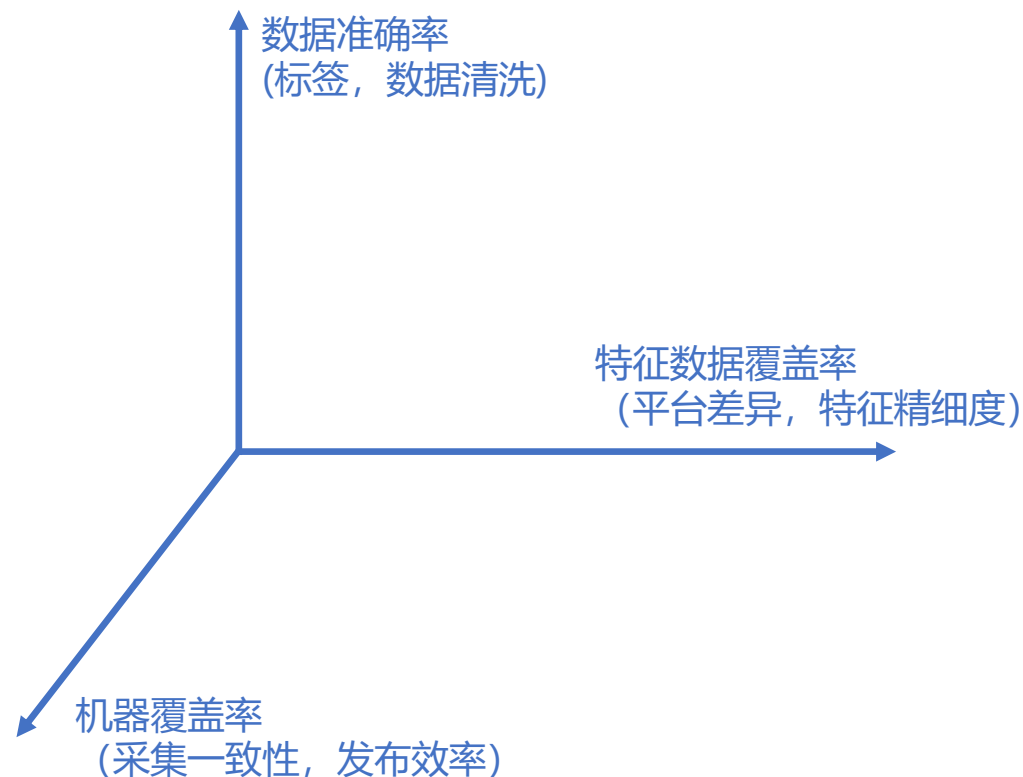 数据准确率
(标签，数据清洗)
特征数据覆盖率
（平台差异，特征精细度）
机器覆盖率
（采集一致性，发布效率）